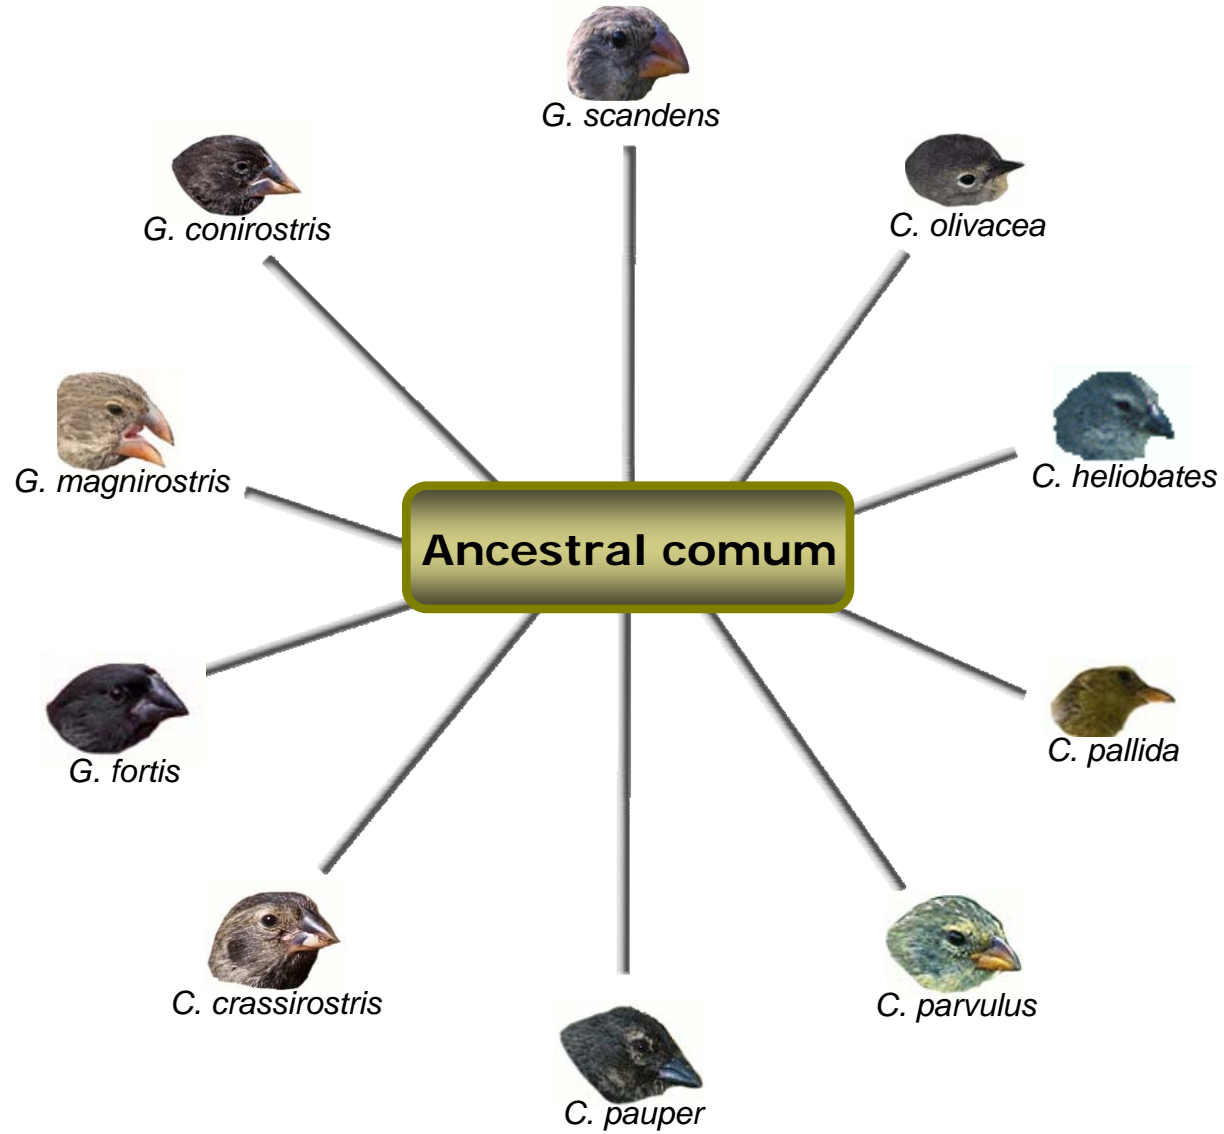 G. scandens
G. conirostris
C. olivacea
G. magnirostris
C. heliobates
Ancestral comum
G. fortis
C. pallida
C. crassirostris
C. parvulus
C. pauper